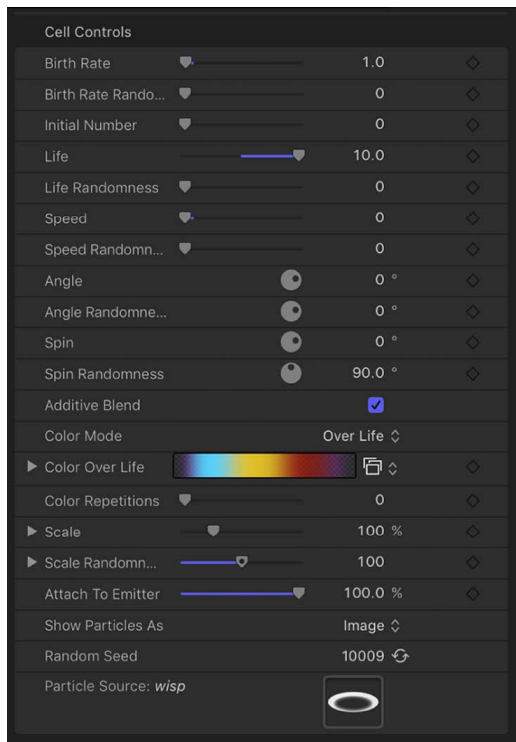 Cell Controls
Birth Rate 1.0
Birth Rate Rando... 0
Initial Number 0
Life 10.0
Life Randomness 0
Speed 0
Speed Randomn... 0
Angle 0 °
Angle Randomne... 0 °
Spin 0 °
Spin Randomness 90.0 °
Additive Blend
Color Mode Over Life
Color Over Life
Color Repetitions 0
Scale 100 %
Scale Randomn... 100
Attach To Emitter 100.0 %
Show Particles As Image
Random Seed 10009
Particle Source: wisp